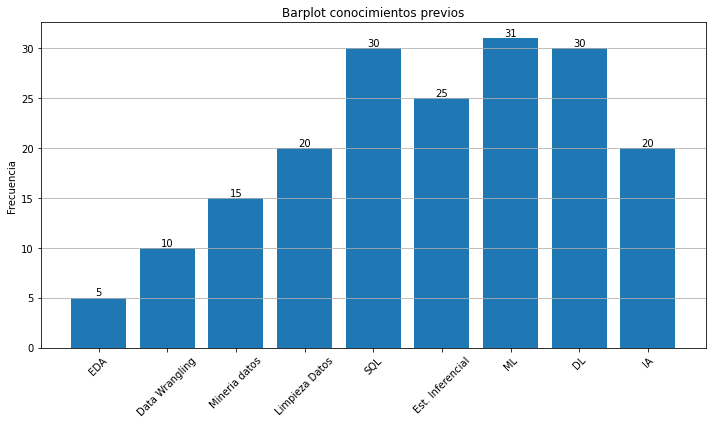 Barplot conocimientos previos
Frecuencia
30
25
20
15
10
5
0
5
10
15
20
30
25
31
30
20
EDA
Data Wrangling
Mineria datos
Limpieza Datos
SQL
Est. Inferencial
ML
DL
IA